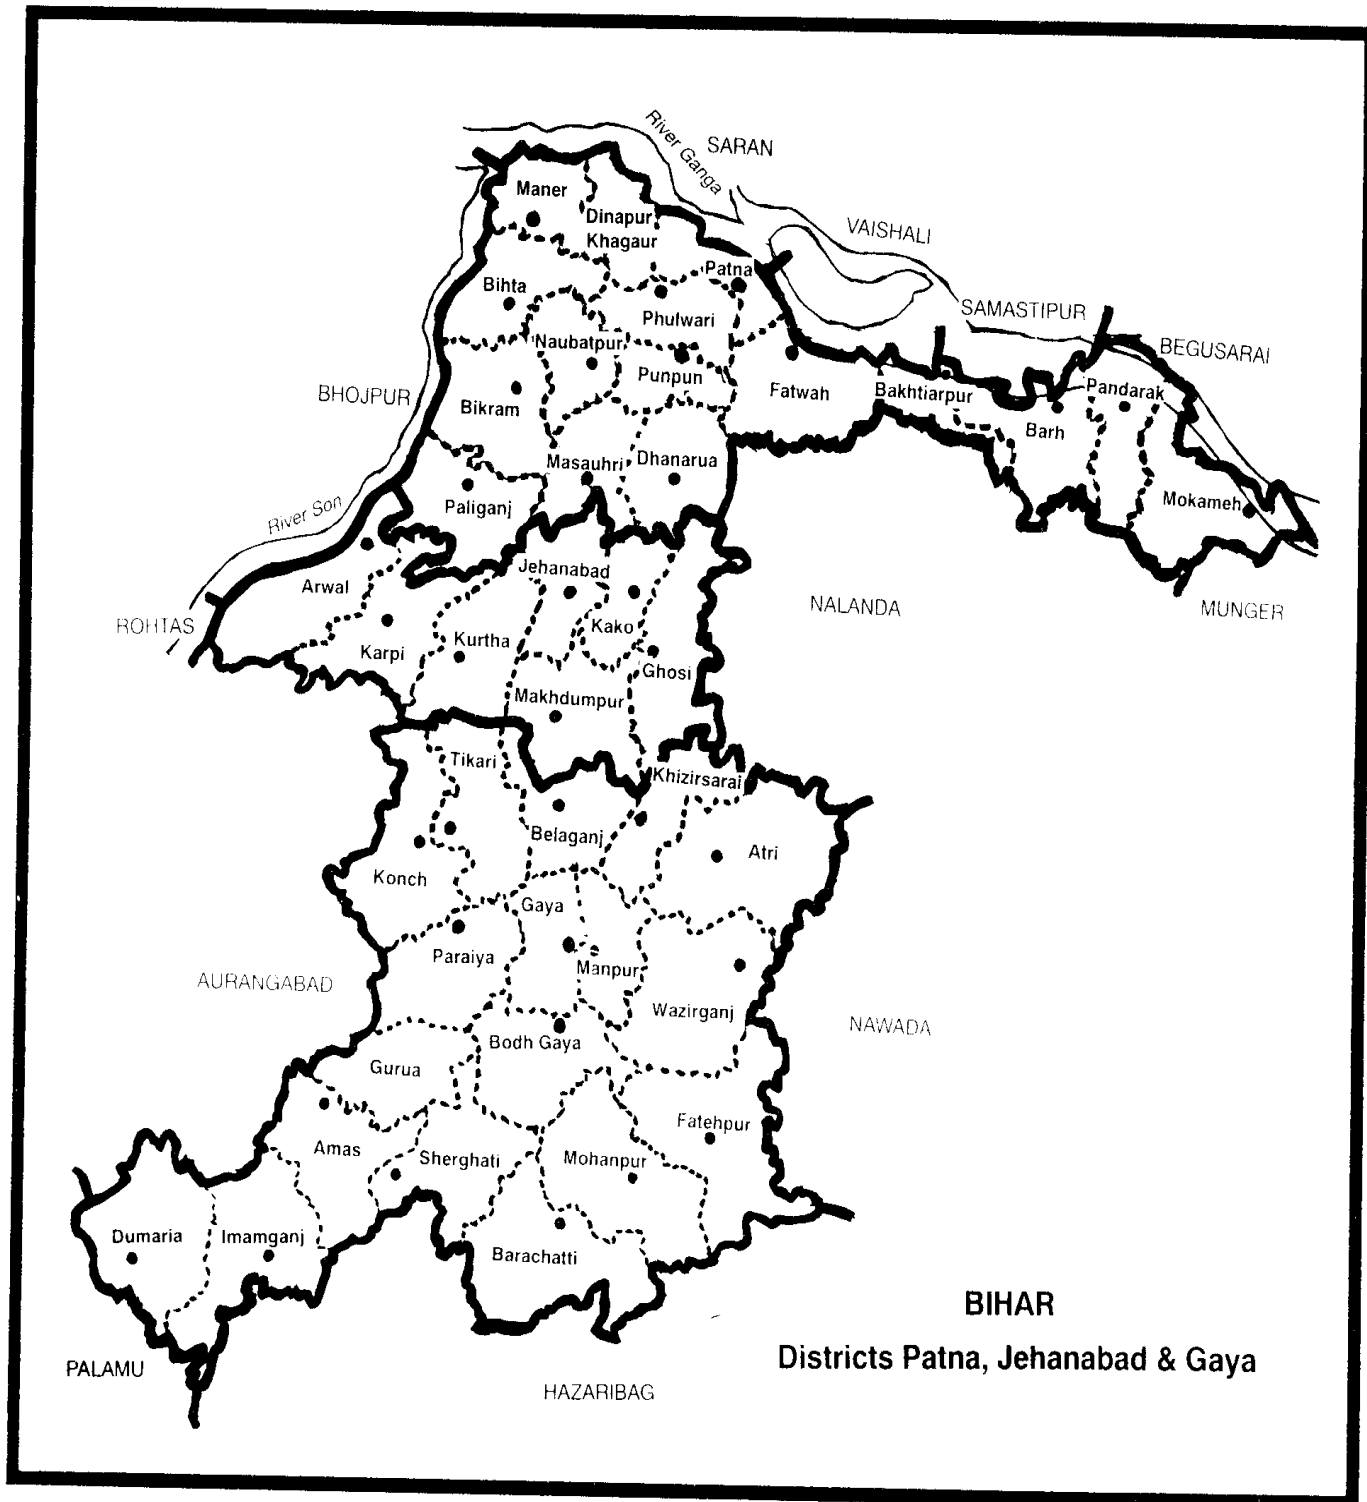 River Ganga
SARAN
Maner
Dinapur
Khagaur
VAISHALI
Patna
Bihta
Phulwari
SAMASTIPUR
Naubatpur
BEGUSARAI
Punpun
BHOJPUR
Bikram
Fatwah
Bakhtiarpur
Pandarak
Barh
Masauhri
Dhanarua
Mokameh
Paliganj
River Son
Jehanabad
Arwal
NALANDA
MUNGER
ROHTAS
Kako
Karpi
Kurtha
Ghosi
Makhdumpur
Tikari
Khizirsarai
Belaganj
Atri
Konch
Gaya
Paraiya
Manpur
AURANGABAD
Wazirganj
NAWADA
Bodh Gaya
Gurua
Fatehpur
Amas
Sherghati
Mohanpur
Dumaria
Imamganj
Barachatti
BIHAR
Districts Patna, Jehanabad & Gaya
PALAMU
HAZARIBAG